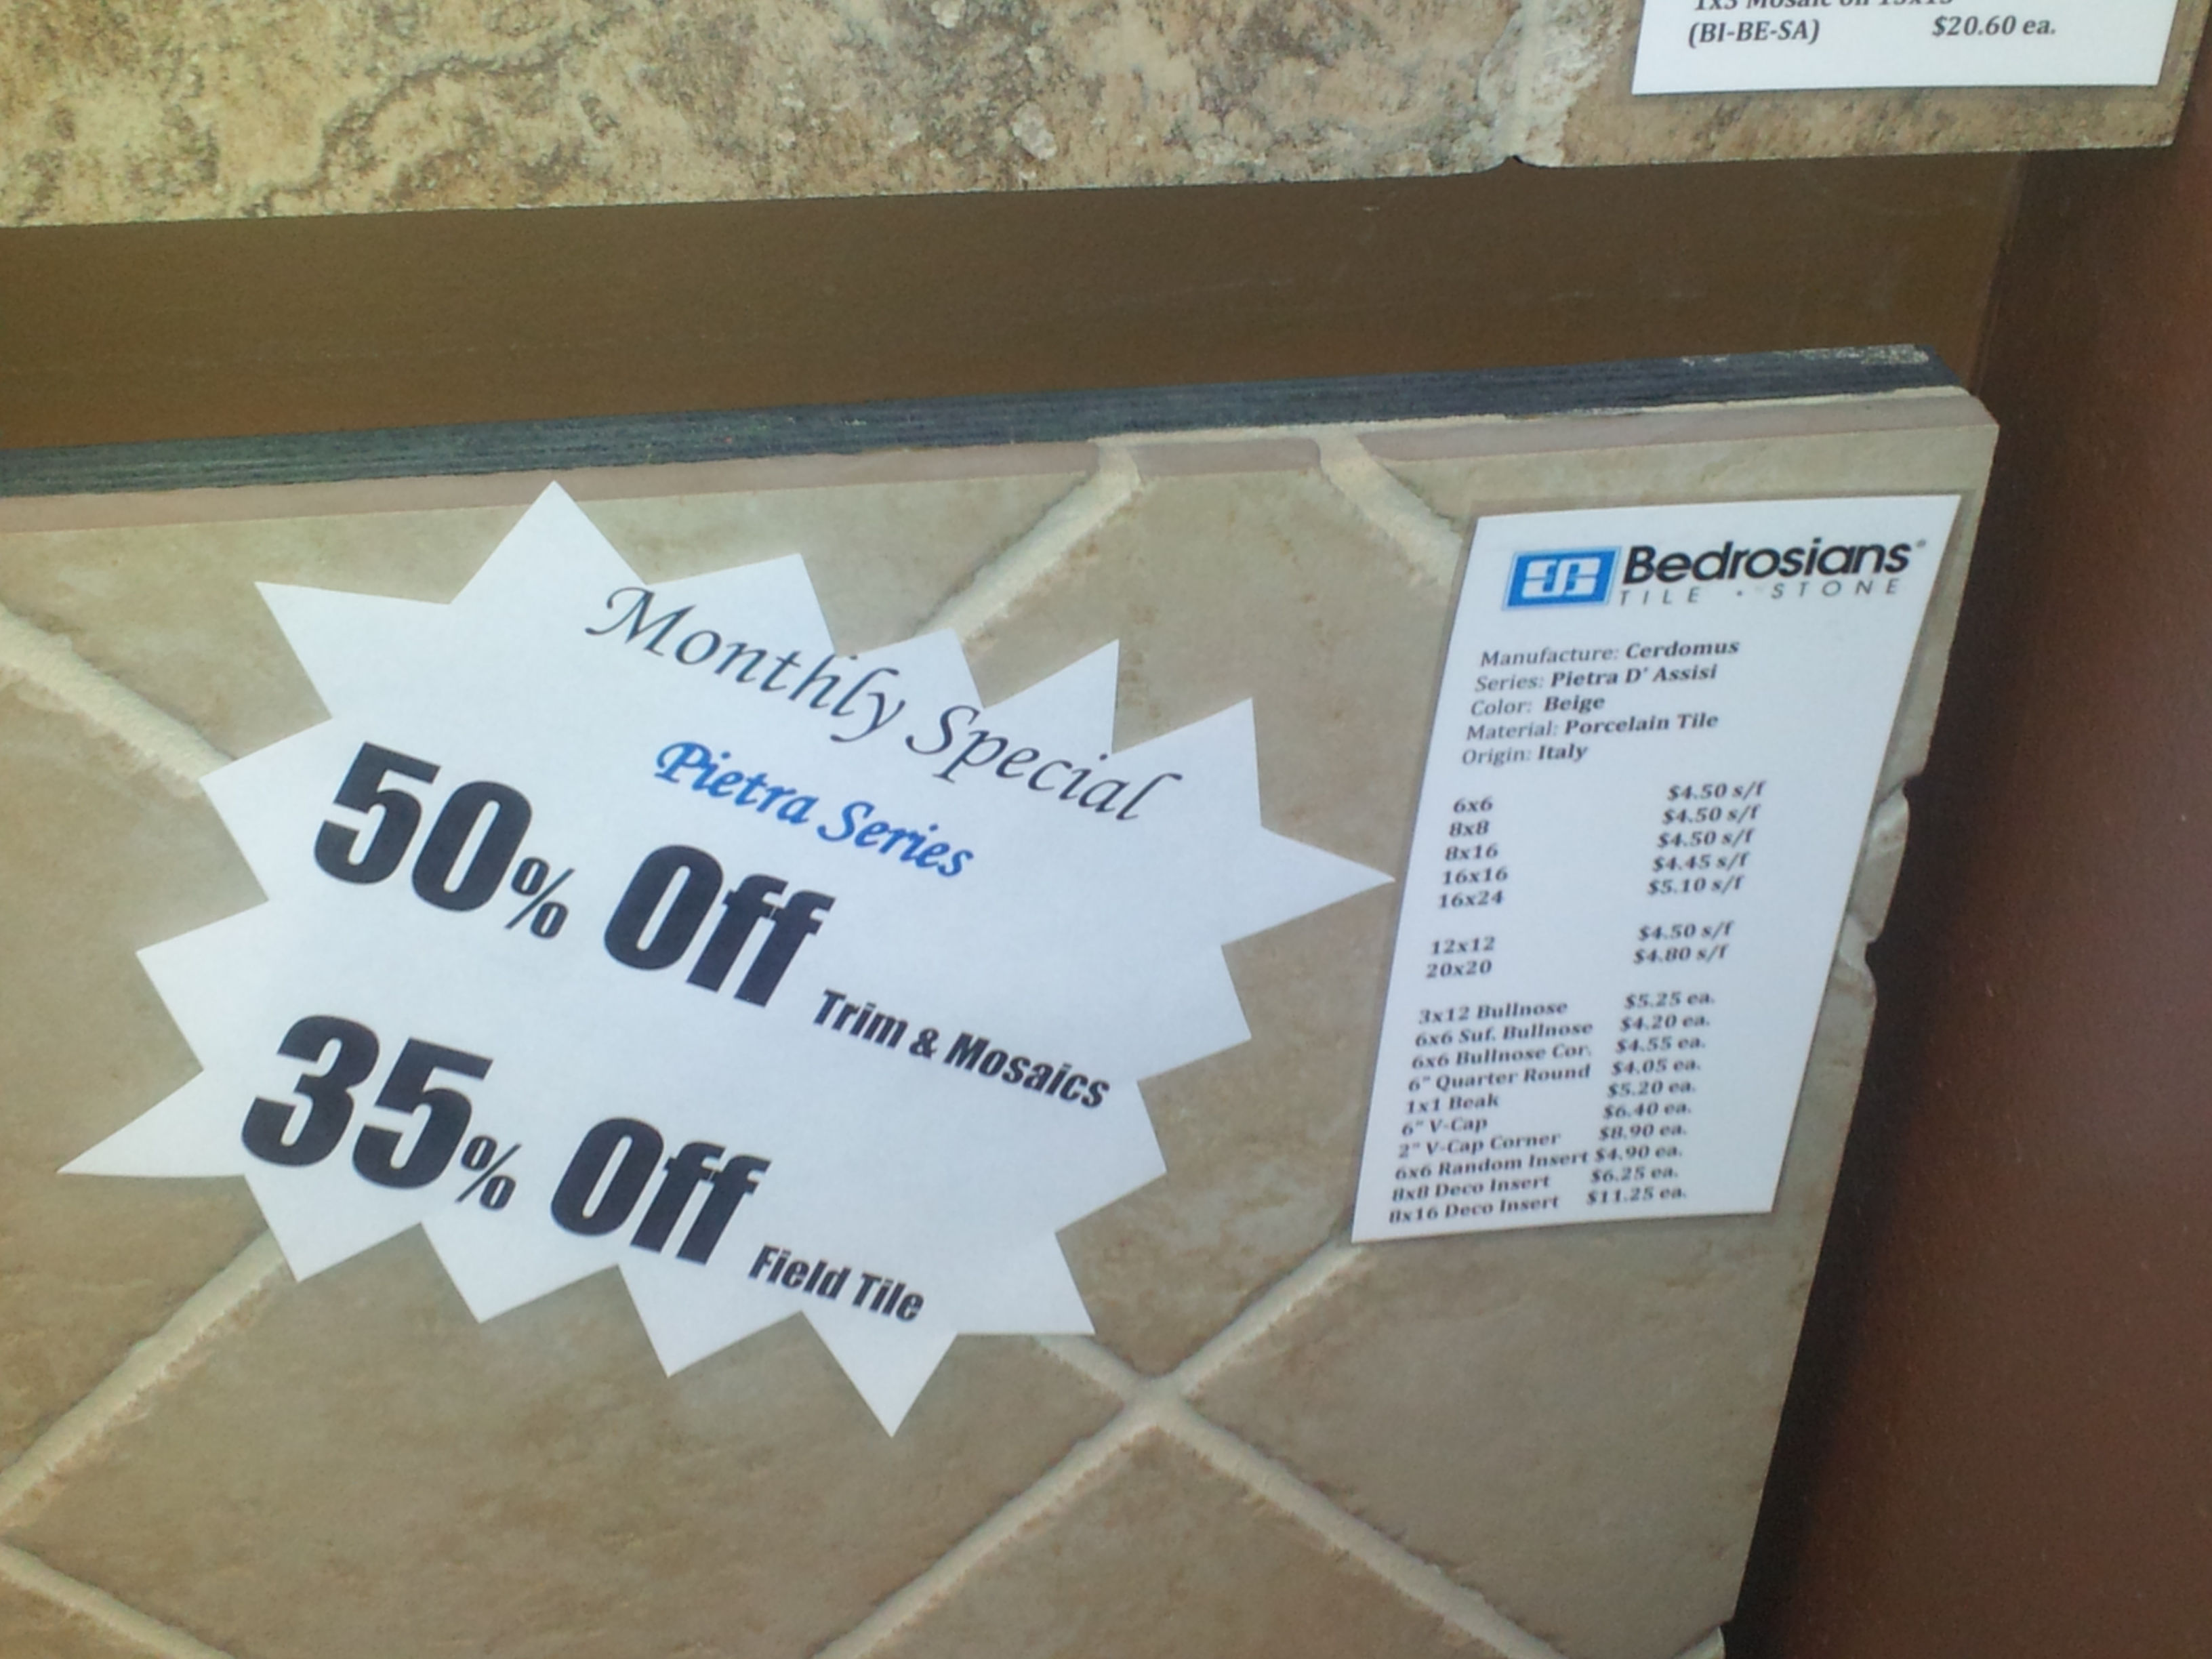 (BI-BE-SA) $20.60 ea.
Monthly Special
Pietra Series
50% Off Trim & Mosaics
35% Off Field Tile
Bedrosians®
TILE · STONE
Manufacture: Cerdomus
Series: Pietra D' Assisi
Color: Beige
Material: Porcelain Tile
Origin: Italy
6x6 $4.50 s/f
8x8 $4.50 s/f
8x16 $4.50 s/f
16x16 $4.45 s/f
16x24 $5.10 s/f
12x12 $4.50 s/f
20x20 $4.80 s/f
3x12 Bullnose $5.25 ea.
6x6 Suf. Bullnose $4.20 ea.
6x6 Bullnose Cor. $4.55 ea.
6" Quarter Round $4.05 ea.
1x1 Beak $5.20 ea.
6" V-Cap $6.40 ea.
2" V-Cap Corner $8.90 ea.
6x6 Random Insert $4.90 ea.
8x8 Deco Insert $6.25 ea.
8x16 Deco Insert $11.25 ea.